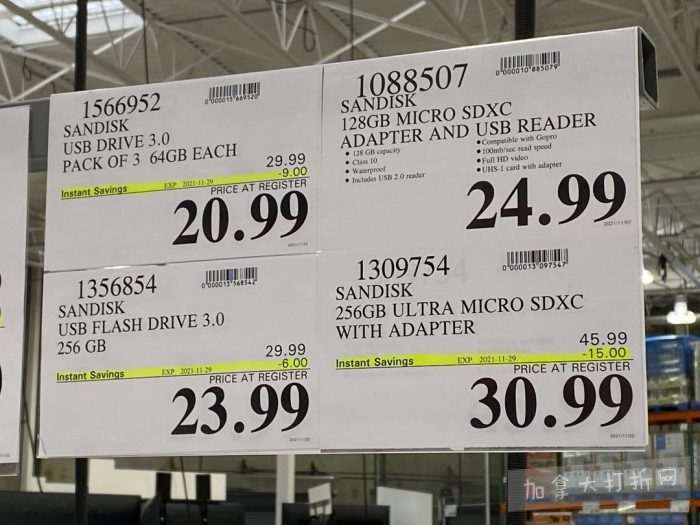 1566952
SANDISK
USB DRIVE 3.0
PACK OF 3 64GB EACH
29.99
Instant Savings EXP. 2021-11-29 -9.00
PRICE AT REGISTER
20.99
1088507
SANDISK
128GB MICRO SDXC
ADAPTER AND USB READER
• 128 GB capacity
• Class 10
• Waterproof
• Includes USB 2.0 reader
• Compatible with Gopro
• 100mb/sec read speed
• Full HD video
• UHS-1 card with adapter
24.99
1356854
SANDISK
USB FLASH DRIVE 3.0
256 GB
29.99
Instant Savings EXP. 2021-11-29 -6.00
PRICE AT REGISTER
23.99
1309754
SANDISK
256GB ULTRA MICRO SDXC
WITH ADAPTER
45.99
Instant Savings EXP. 2021-11-29 -15.00
PRICE AT REGISTER
30.99
加拿大打折网